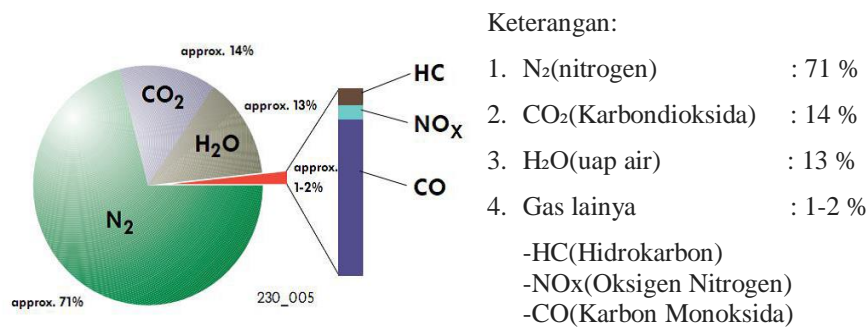 approx. 14%
CO₂
approx. 13%
H₂O
approx.
1-2%
N₂
approx. 71%
230_005
HC
NOX
CO
Keterangan:
1. N₂(nitrogen) : 71 %
2. CO₂(Karbondioksida) : 14 %
3. H₂O(uap air) : 13 %
4. Gas lainya : 1-2 %
-HC(Hidrokarbon)
-NOx(Oksigen Nitrogen)
-CO(Karbon Monoksida)